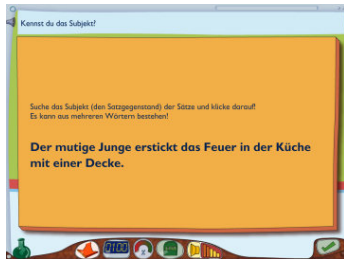 Kennst du das Subjekt?
Suche das Subjekt (den Satzgegenstand) der Sätze und klicke darauf!
Es kann aus mehreren Wörtern bestehen!
Der mutige Junge erstickt das Feuer in der Küche
mit einer Decke.